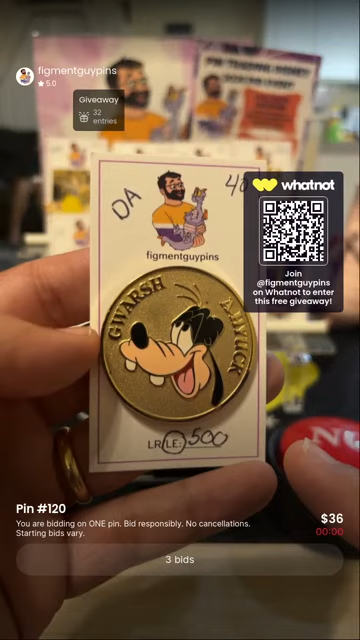 figmentguypins
★ 5.0
Giveaway
32
entries
DA
40
whatnot
Join
@figmentguypins
on Whatnot to enter
this free giveaway!
figmentguypins
GWARSH
A-HYUCK
LR/LE: 500
Pin #120
You are bidding on ONE pin. Bid responsibly. No cancellations.
Starting bids vary.
$36
00:00
3 bids